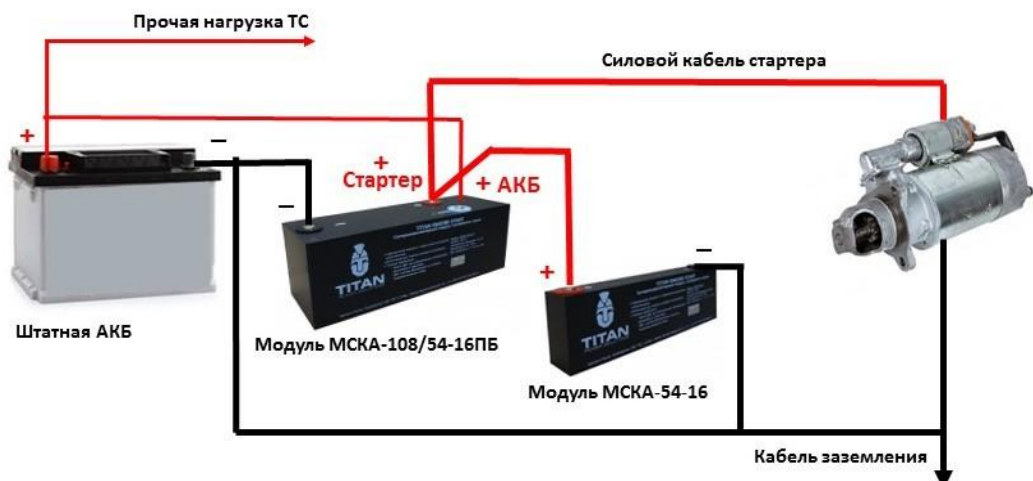 Прочая нагрузка ТС
Силовой кабель стартера
+
−
+
Стартер
+ АКБ
−
−
+
TITAN
TITAN
Штатная АКБ
Модуль МСКА-108/54-16ПБ
Модуль МСКА-54-16
Кабель заземления